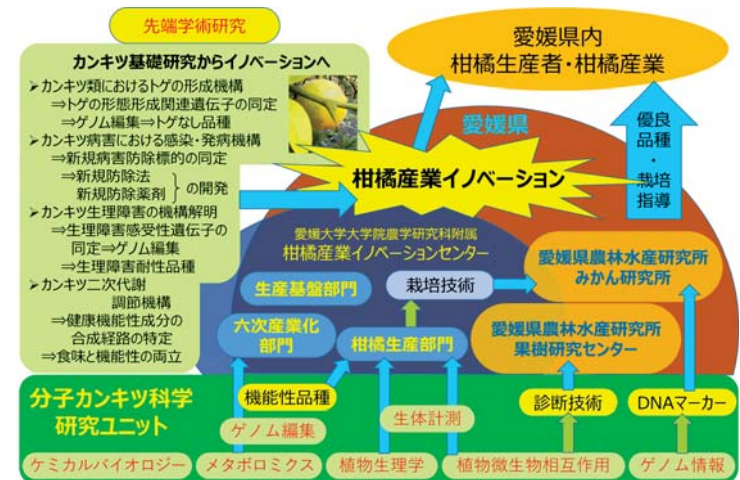 先端学術研究
カンキツ基礎研究からイノベーションへ
➢カンキツ類におけるトゲの形成機構
⇒トゲの形態形成関連遺伝子の同定
⇒ゲノム編集⇒トゲなし品種
➢カンキツ病害における感染・発病機構
⇒新規病害防除標的の同定
⇒新規防除法
新規防除薬剤
}の開発
➢カンキツ生理障害の機構解明
⇒生理障害感受性遺伝子の
同定⇒ゲノム編集
⇒生理障害耐性品種
➢カンキツ二次代謝
調節機構
⇒健康機能性成分の
合成経路の特定
⇒食味と機能性の両立
愛媛県内
柑橘生産者・柑橘産業
愛媛県
優良
品種
・
栽培
指導
柑橘産業イノベーション
愛媛大学大学院農学研究科附属
柑橘産業イノベーションセンター
生産基盤部門
栽培技術
六次産業化
部門
柑橘生産部門
愛媛県農林水産研究所
みかん研究所
愛媛県農林水産研究所
果樹研究センター
分子カンキツ科学
研究ユニット
機能性品種
ゲノム編集
生体計測
診断技術
DNAマーカー
ケミカルバイオロジー
メタボロミクス
植物生理学
植物微生物相互作用
ゲノム情報